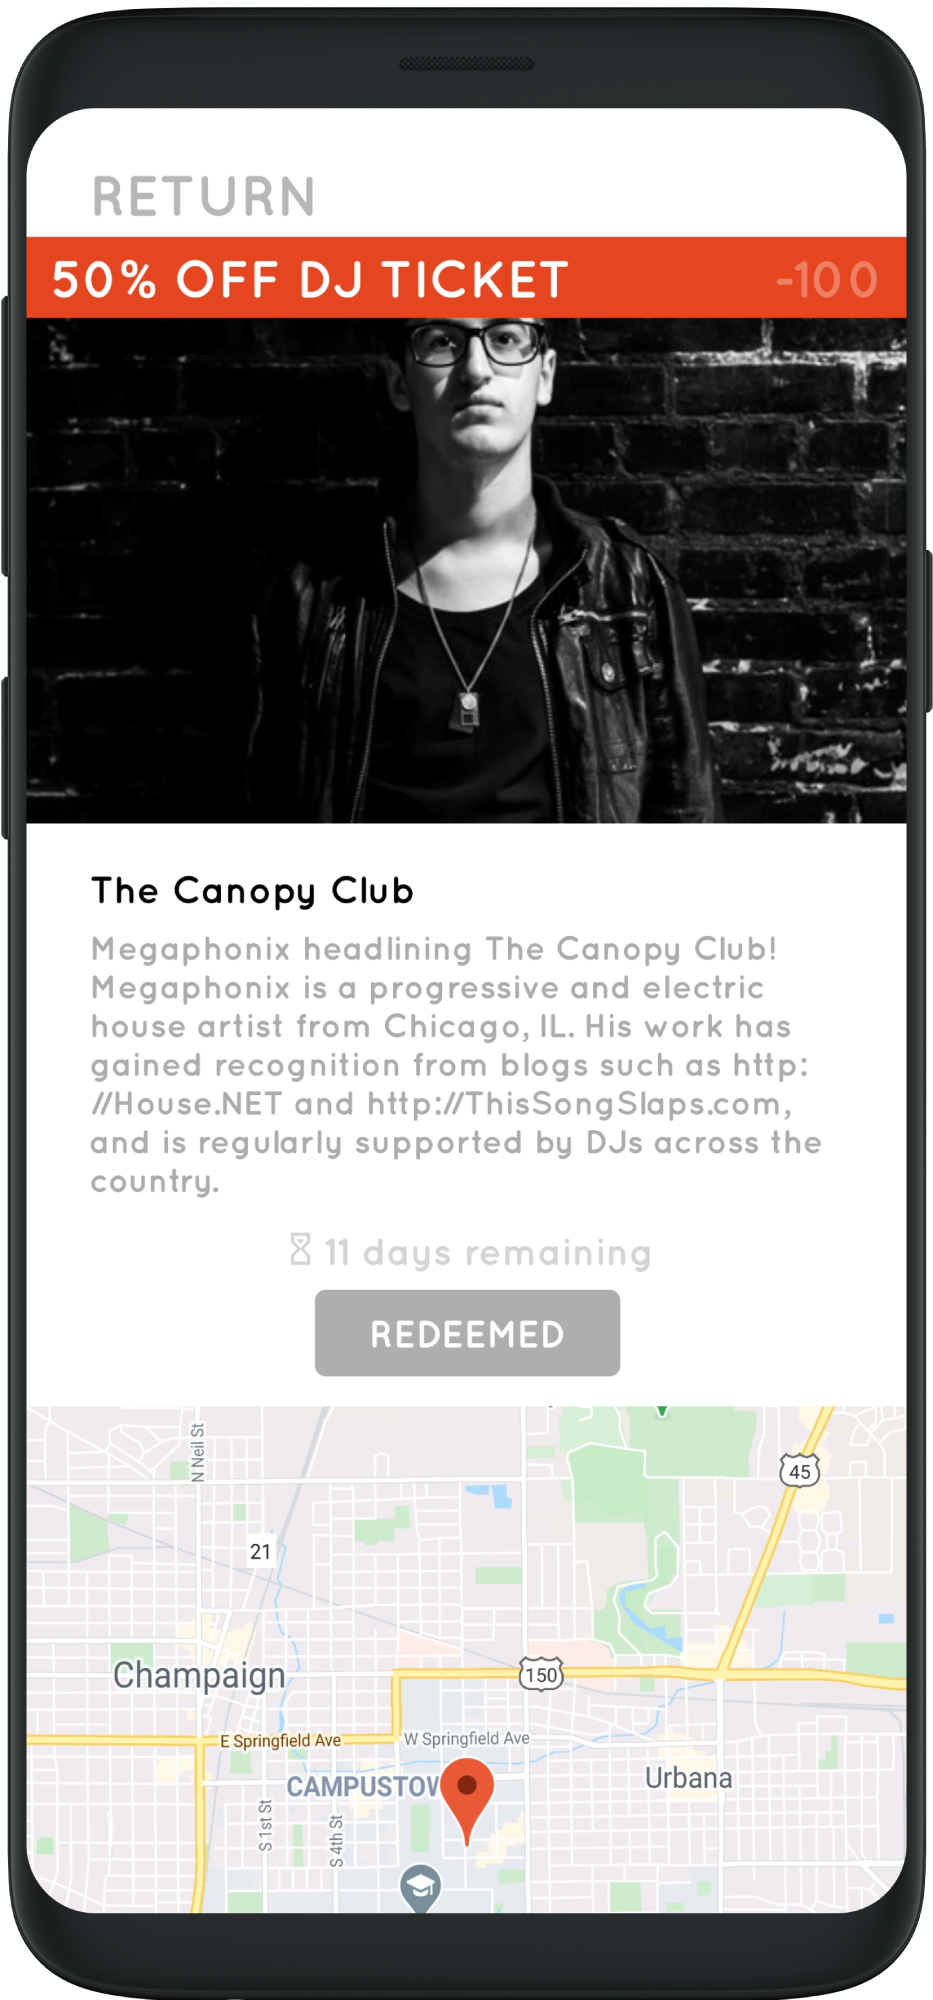 RETURN
50% OFF DJ TICKET -100
The Canopy Club
Megaphonix headlining The Canopy Club!
Megaphonix is a progressive and electric
house artist from Chicago, IL. His work has
gained recognition from blogs such as http:
//House.NET and http://ThisSongSlaps.com,
and is regularly supported by DJs across the
country.
11 days remaining
REDEEMED
N Neil St
45
21
Champaign
150
E Springfield Ave
W Springfield Ave
Urbana
CAMPUSTOW
S 1st St
S 4th St